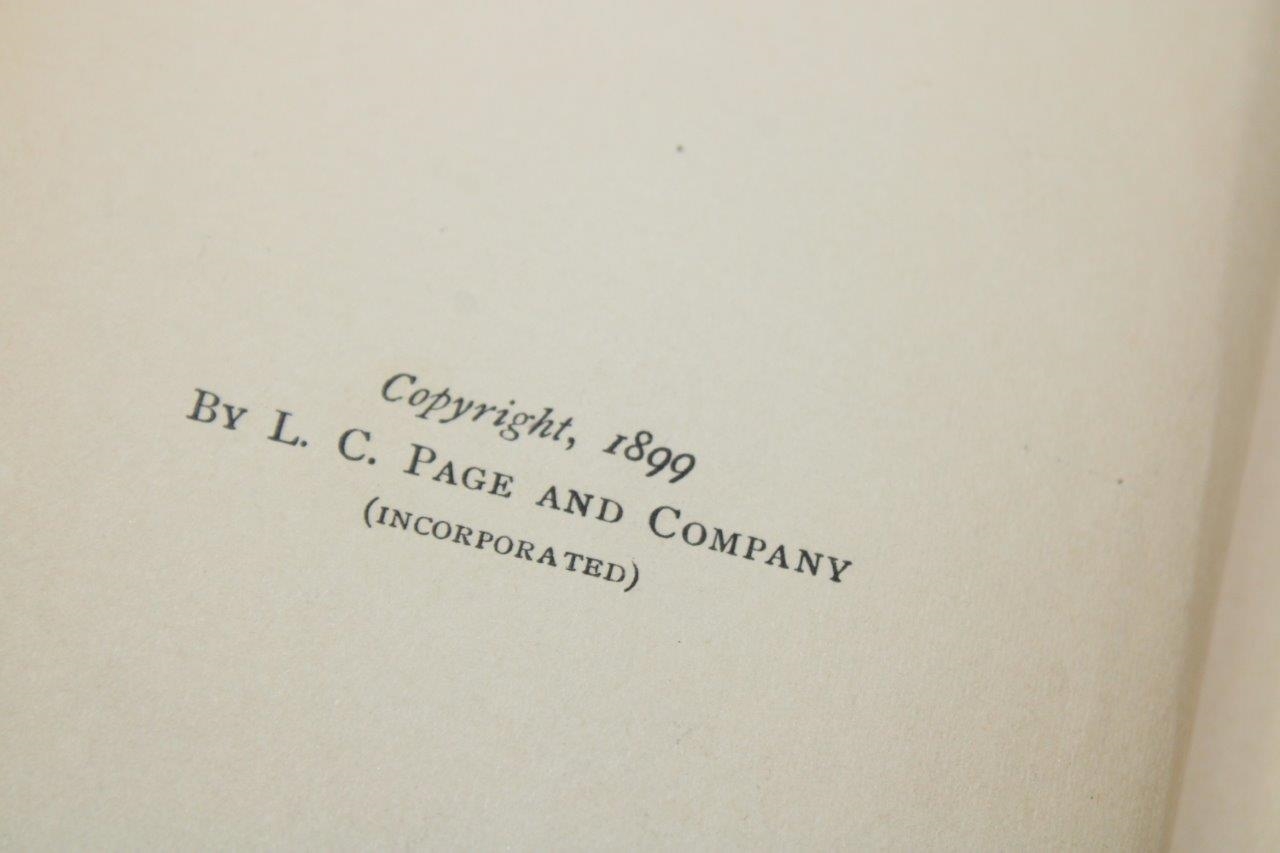 Copyright, 1899
By L. C. Page and Company
(INCORPORATED)